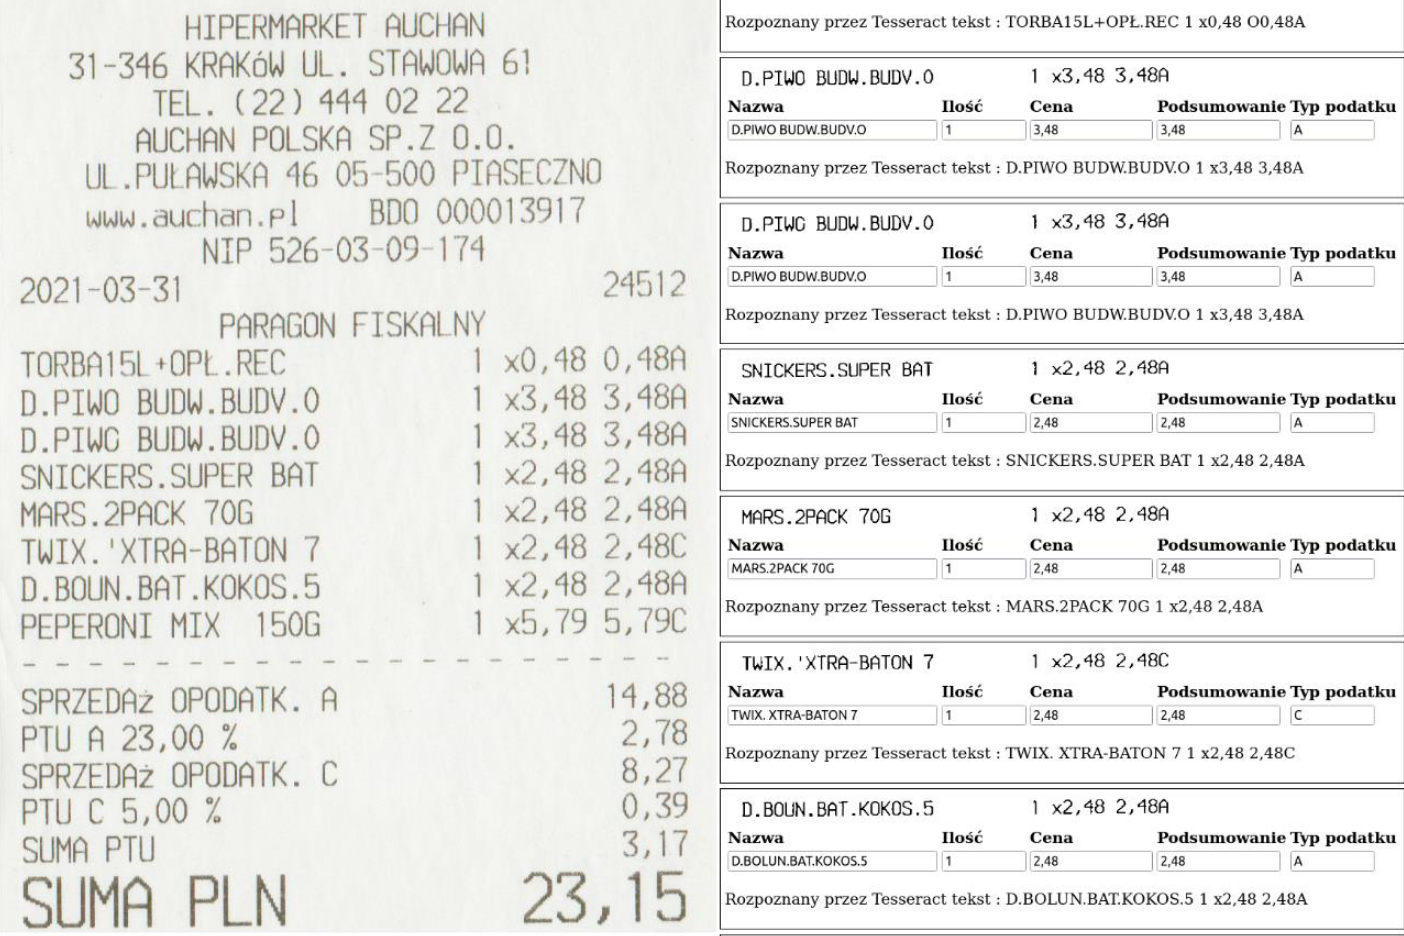 HIPERMARKET AUCHAN
31-346 KRAKóW UL. STAWOWA 61
TEL. (22) 444 02 22
AUCHAN POLSKA SP.Z O.O.
UL.PUŁAWSKA 46 05-500 PIASECZNO
www.auchan.pl BDO 000013917
NIP 526-03-09-174
2021-03-31 24512
PARAGON FISKALNY
TORBA15L+OPŁ.REC 1 x0,48 0,48A
D.PIWO BUDW.BUDV.O 1 x3,48 3,48A
D.PIWO BUDW.BUDV.O 1 x3,48 3,48A
SNICKERS.SUPER BAT 1 x2,48 2,48A
MARS.2PACK 70G 1 x2,48 2,48A
TWIX.'XTRA-BATON 7 1 x2,48 2,48C
D.BOUN.BAT.KOKOS.5 1 x2,48 2,48A
PEPERONI MIX 150G 1 x5,79 5,79C
SPRZEDAż OPODATK. A 14,88
PTU A 23,00 % 2,78
SPRZEDAż OPODATK. C 8,27
PTU C 5,00 % 0,39
SUMA PTU 3,17
SUMA PLN 23,15
Rozpoznany przez Tesseract tekst : TORBA15L+OPŁ.REC 1 x0,48 O0,48A
D.PIWO BUDW.BUDV.O 1 x3,48 3,48A
Nazwa Ilość Cena Podsumowanie Typ podatku
D.PIWO BUDW.BUDV.O 1 3,48 3,48 A
Rozpoznany przez Tesseract tekst : D.PIWO BUDW.BUDV.O 1 x3,48 3,48A
D.PIWO BUDW.BUDV.O 1 x3,48 3,48A
Nazwa Ilość Cena Podsumowanie Typ podatku
D.PIWO BUDW.BUDV.O 1 3,48 3,48 A
Rozpoznany przez Tesseract tekst : D.PIWO BUDW.BUDV.O 1 x3,48 3,48A
SNICKERS.SUPER BAT 1 x2,48 2,48A
Nazwa Ilość Cena Podsumowanie Typ podatku
SNICKERS.SUPER BAT 1 2,48 2,48 A
Rozpoznany przez Tesseract tekst : SNICKERS.SUPER BAT 1 x2,48 2,48A
MARS.2PACK 70G 1 x2,48 2,48A
Nazwa Ilość Cena Podsumowanie Typ podatku
MARS.2PACK 70G 1 2,48 2,48 A
Rozpoznany przez Tesseract tekst : MARS.2PACK 70G 1 x2,48 2,48A
TWIX.'XTRA-BATON 7 1 x2,48 2,48C
Nazwa Ilość Cena Podsumowanie Typ podatku
TWIX. XTRA-BATON 7 1 2,48 2,48 C
Rozpoznany przez Tesseract tekst : TWIX. XTRA-BATON 7 1 x2,48 2,48C
D.BOUN.BAT.KOKOS.5 1 x2,48 2,48A
Nazwa Ilość Cena Podsumowanie Typ podatku
D.BOLUN.BAT.KOKOS.5 1 2,48 2,48 A
Rozpoznany przez Tesseract tekst : D.BOLUN.BAT.KOKOS.5 1 x2,48 2,48A